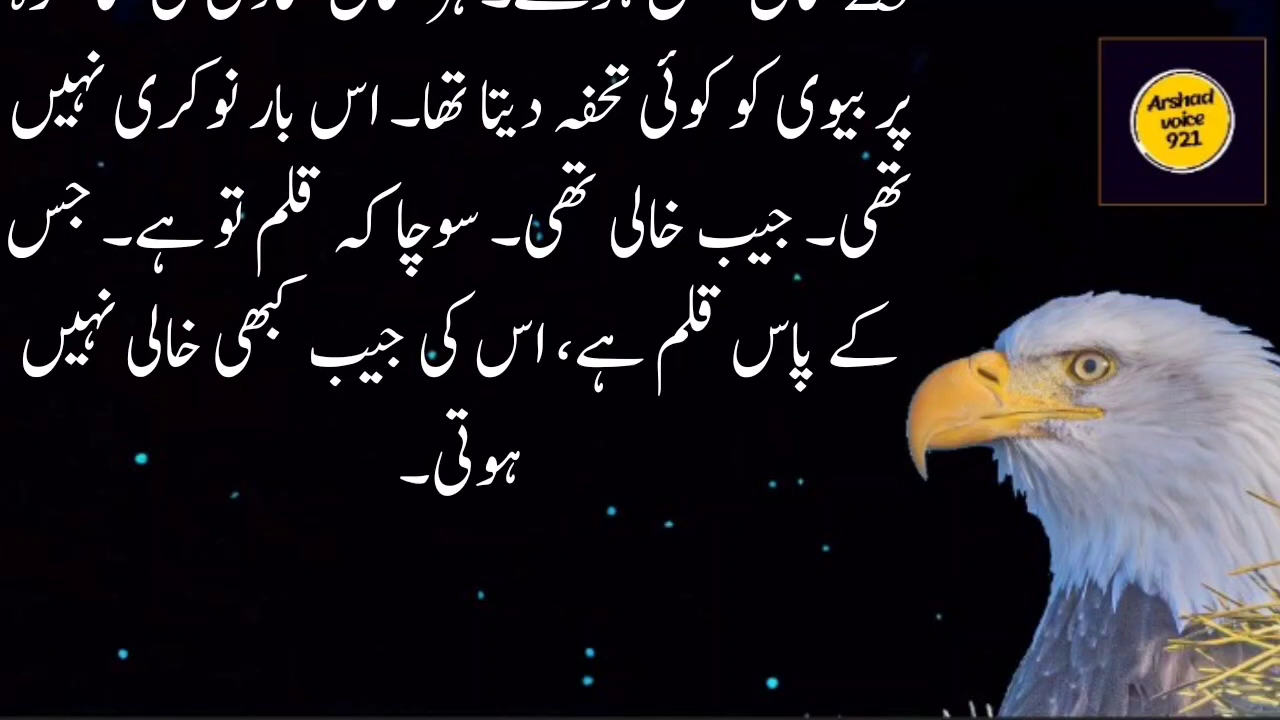 پر بیوی کو کوئی تحفہ دیتا تھا۔ اس بار نوکری نہیں
تھی۔ جیب خالی تھی۔ سوچا کہ قلم تو ہے۔ جس
کے پاس قلم ہے، اس کی جیب کبھی خالی نہیں
ہوتی۔
Arshad
voice
921